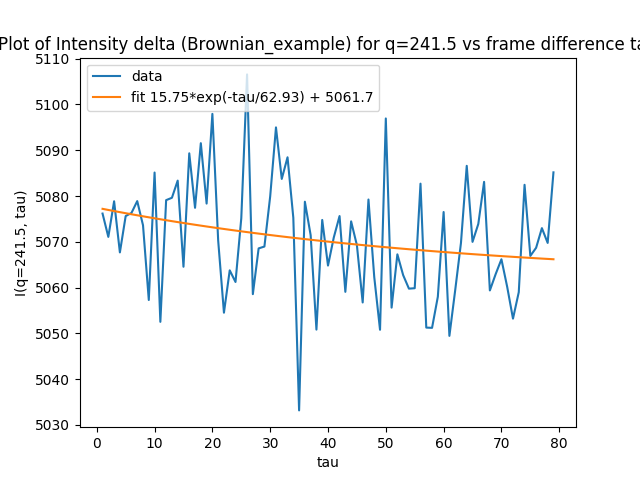 Plot of Intensity delta (Brownian_example) for q=241.5 vs frame difference ta
data
fit 15.75*exp(-tau/62.93) + 5061.7
I(q=241.5, tau)
5110
5100
5090
5080
5070
5060
5050
5040
5030
0 10 20 30 40 50 60 70 80
tau